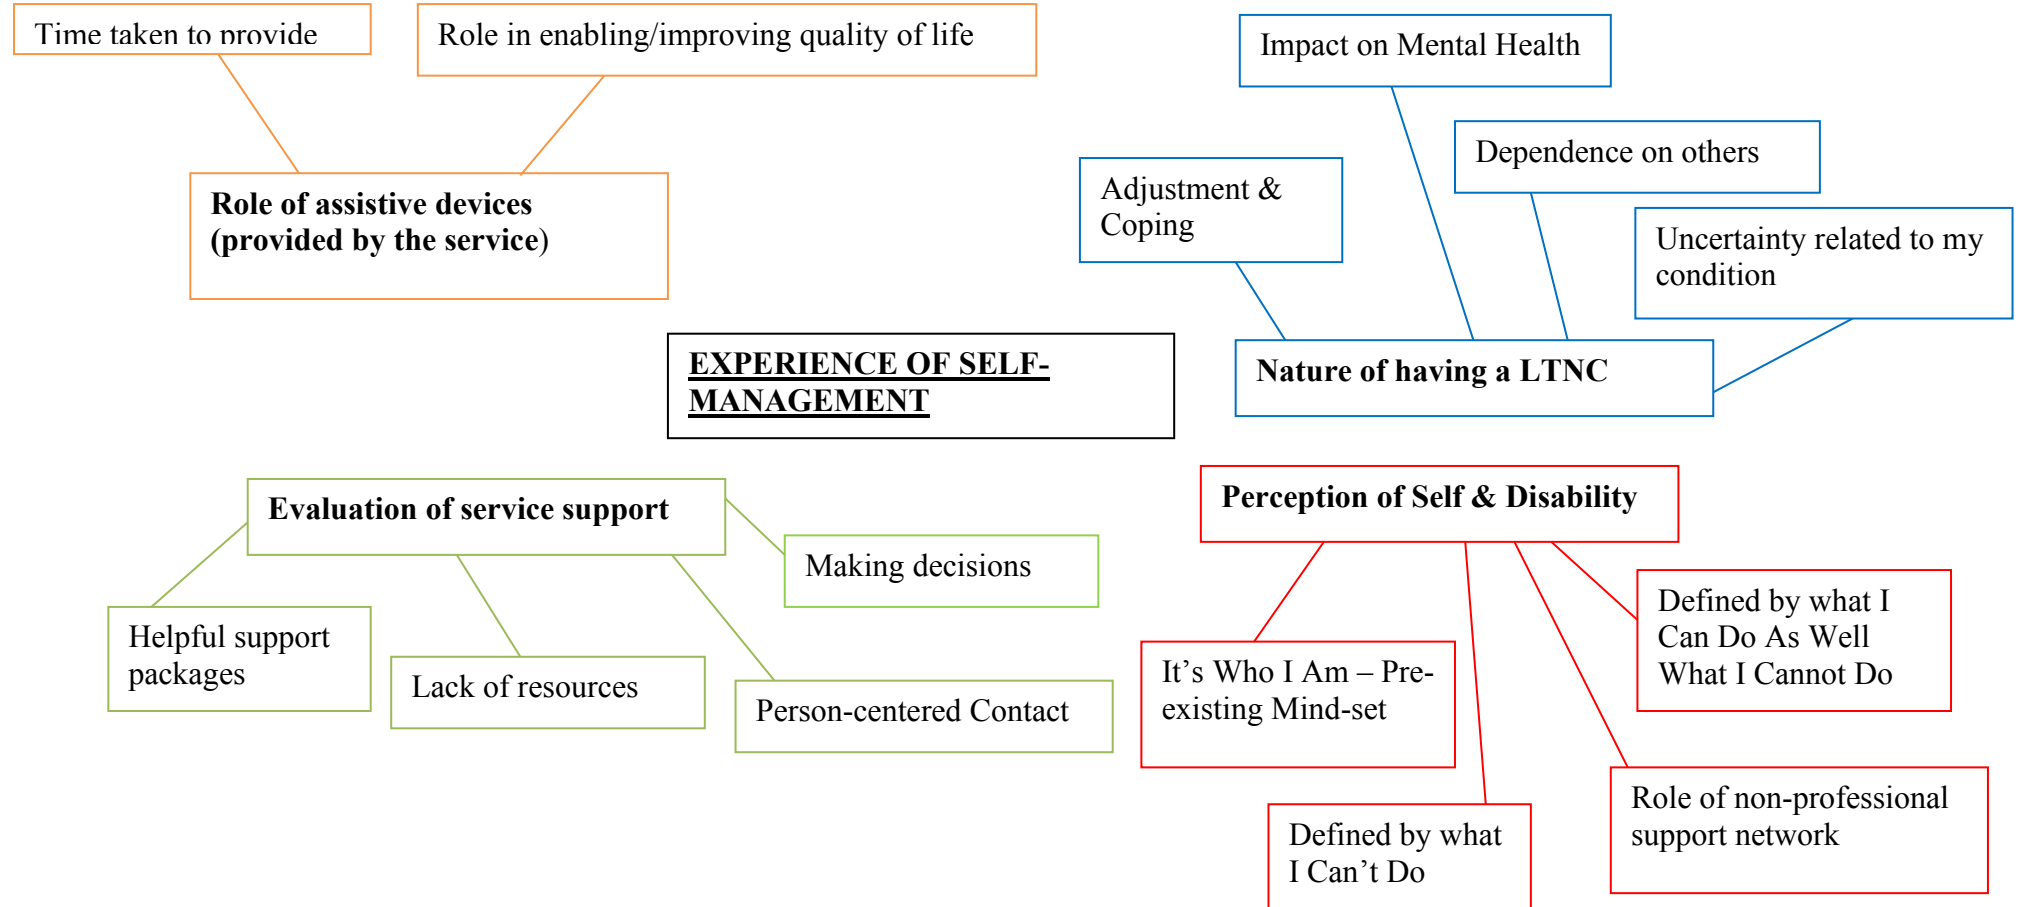 Time taken to provide
Role in enabling/improving quality of life
Impact on Mental Health
Dependence on others
Adjustment &
Coping
Uncertainty related to my
condition
Role of assistive devices
(provided by the service)
EXPERIENCE OF SELF-
MANAGEMENT
Nature of having a LTNC
Evaluation of service support
Making decisions
Helpful support
packages
Lack of resources
Person-centered Contact
Perception of Self & Disability
Defined by what I
Can Do As Well
What I Cannot Do
It’s Who I Am – Pre-
existing Mind-set
Role of non-professional
support network
Defined by what
I Can’t Do